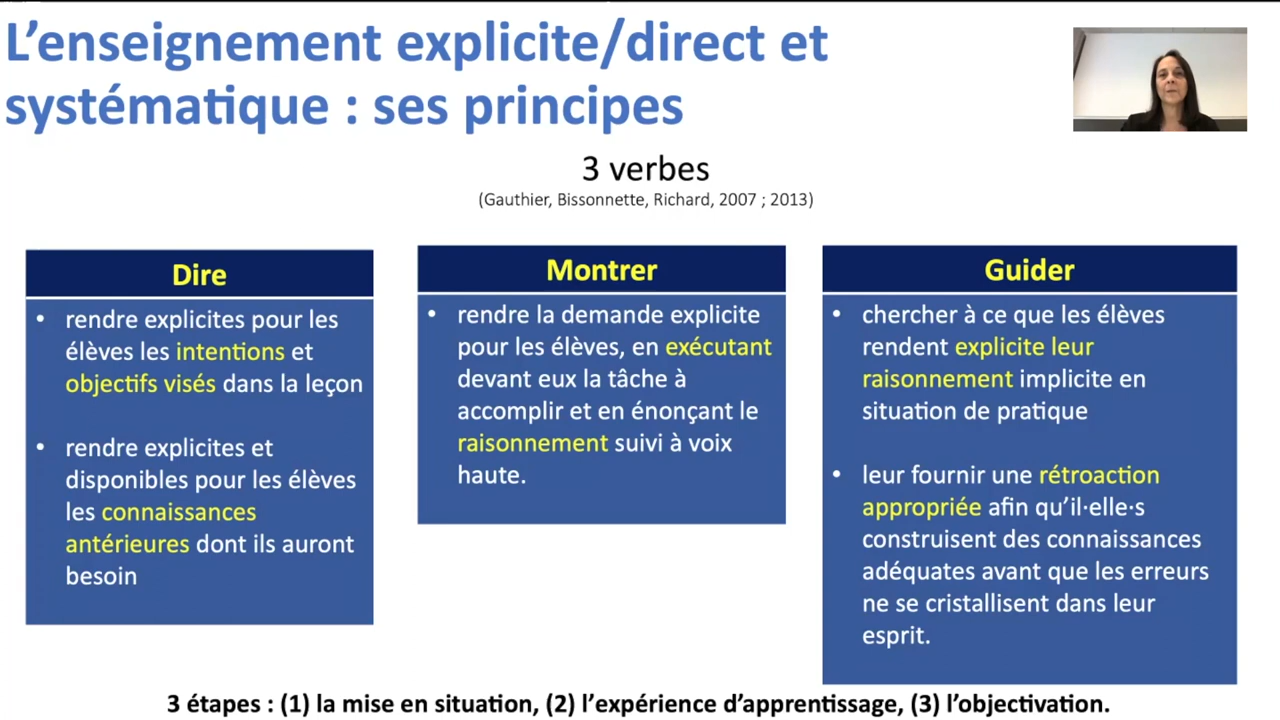 L’enseignement explicite/direct et
systématique : ses principes
3 verbes
(Gauthier, Bissonnette, Richard, 2007 ; 2013)
Dire
• rendre explicites pour les
élèves les intentions et
objectifs visés dans la leçon
• rendre explicites et
disponibles pour les élèves
les connaissances
antérieures dont ils auront
besoin
Montrer
• rendre la demande explicite
pour les élèves, en exécutant
devant eux la tâche à
accomplir et en énonçant le
raisonnement suivi à voix
haute.
Guider
• chercher à ce que les élèves
rendent explicite leur
raisonnement implicite en
situation de pratique
• leur fournir une rétroaction
appropriée afin qu’il·elle·s
construisent des connaissances
adéquates avant que les erreurs
ne se cristallisent dans leur
esprit.
3 étapes : (1) la mise en situation, (2) l’expérience d’apprentissage, (3) l’objectivation.